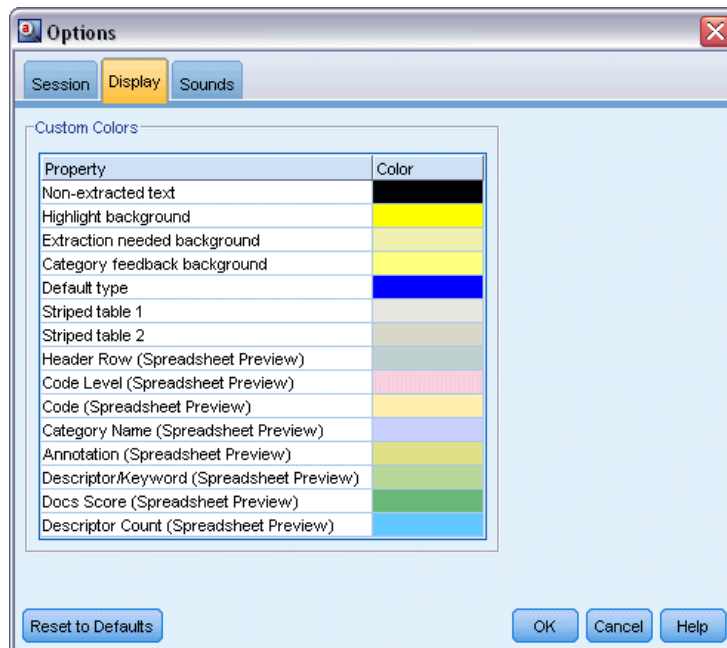 Options
Session Display Sounds
Custom Colors
Property Color
Non-extracted text
Highlight background
Extraction needed background
Category feedback background
Default type
Striped table 1
Striped table 2
Header Row (Spreadsheet Preview)
Code Level (Spreadsheet Preview)
Code (Spreadsheet Preview)
Category Name (Spreadsheet Preview)
Annotation (Spreadsheet Preview)
Descriptor/Keyword (Spreadsheet Preview)
Docs Score (Spreadsheet Preview)
Descriptor Count (Spreadsheet Preview)
Reset to Defaults OK Cancel Help